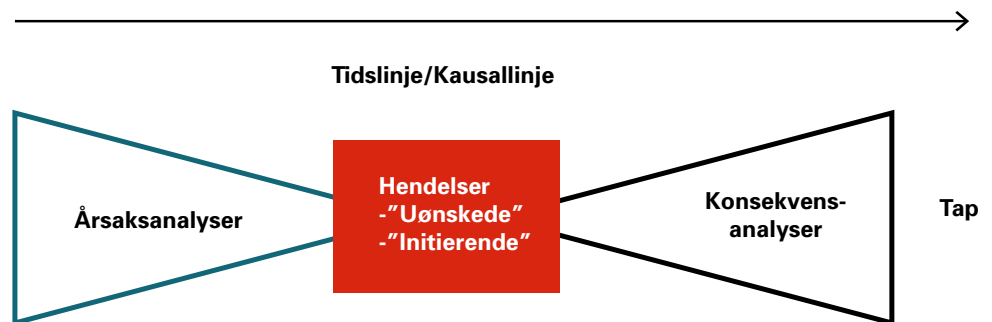 Tidslinje/Kausallinje
Årsaksanalyser
Hendelser
-”Uønskede”
-”Initierende”
Konsekvens-
analyser
Tap